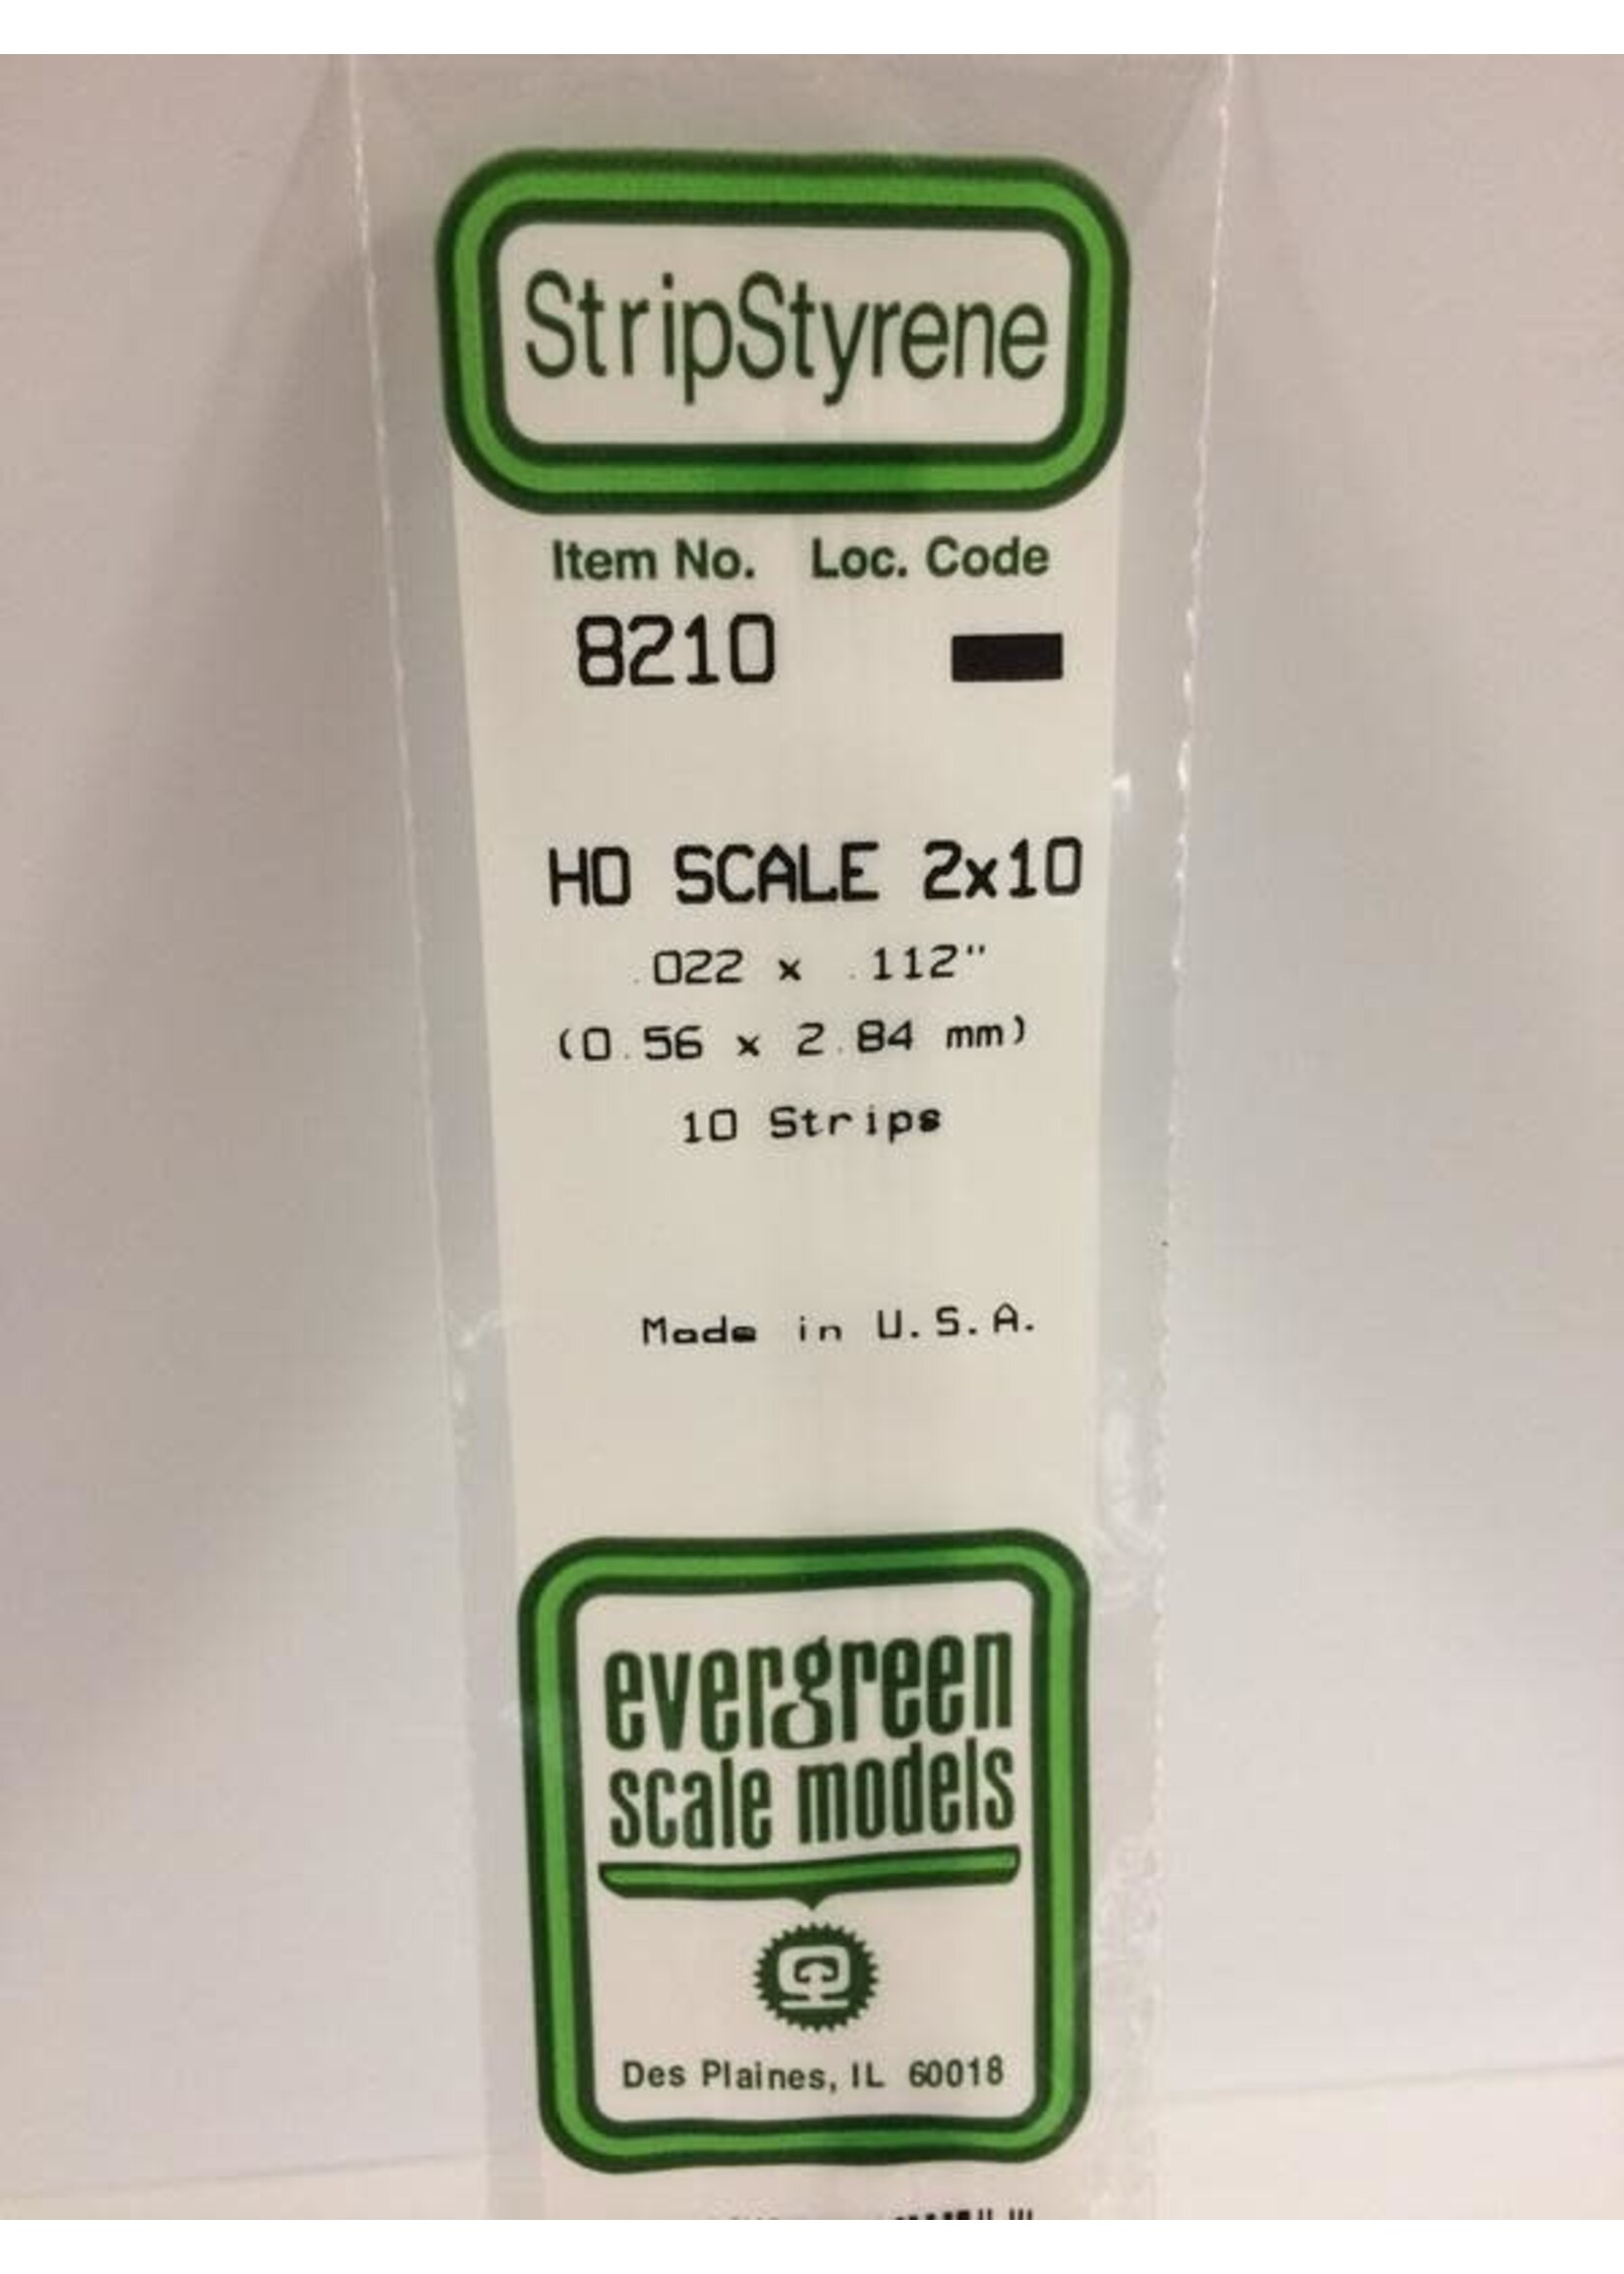 StripStyrene
Item No. Loc. Code
8210
HO SCALE 2x10
.022 x .112"
(0.56 x 2.84 mm)
10 Strips
Made in U.S.A.
evergreen
scale models
Des Plaines, IL 60018